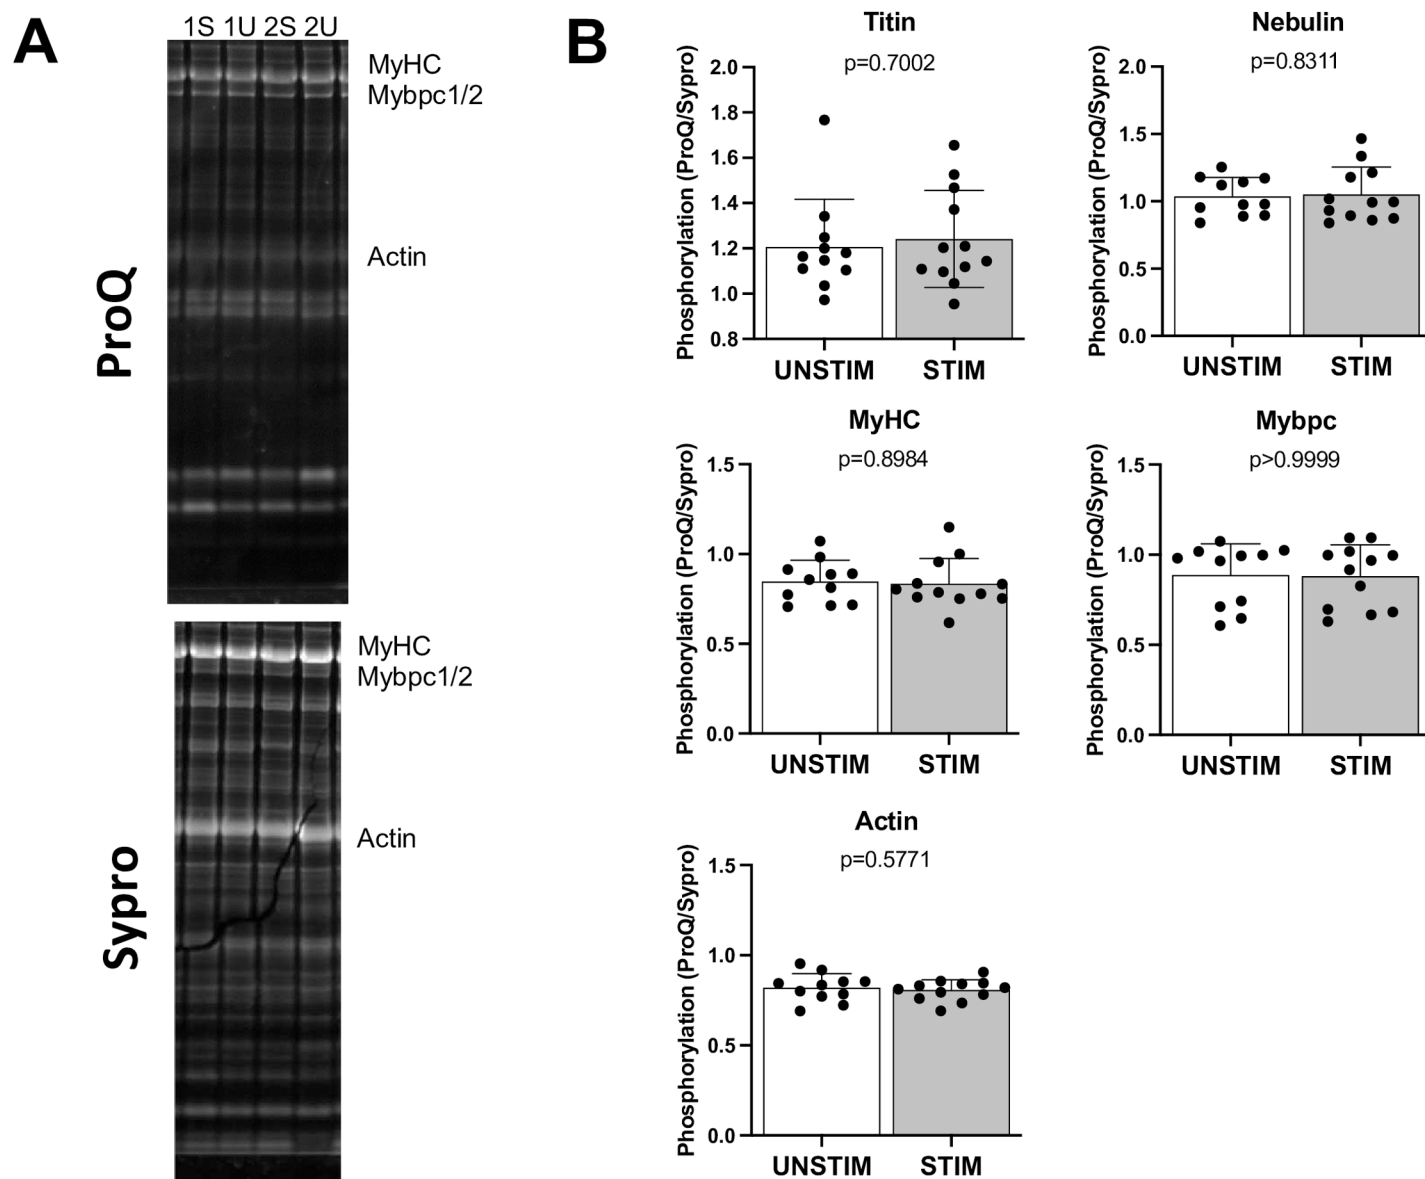 A
1S 1U 2S 2U
MyHC
Mybpc1/2
Actin
ProQ
MyHC
Mybpc1/2
Actin
Sypro
B
Titin
p=0.7002
Phosphorylation (ProQ/Sypro)
2.0
1.8
1.6
1.4
1.2
1.0
0.8
UNSTIM STIM
Nebulin
p=0.8311
Phosphorylation (ProQ/Sypro)
2.0
1.5
1.0
0.5
0.0
UNSTIM STIM
MyHC
p=0.8984
Phosphorylation (ProQ/Sypro)
1.5
1.0
0.5
0.0
UNSTIM STIM
Mybpc
p>0.9999
Phosphorylation (ProQ/Sypro)
1.5
1.0
0.5
0.0
UNSTIM STIM
Actin
p=0.5771
Phosphorylation (ProQ/Sypro)
1.5
1.0
0.5
0.0
UNSTIM STIM